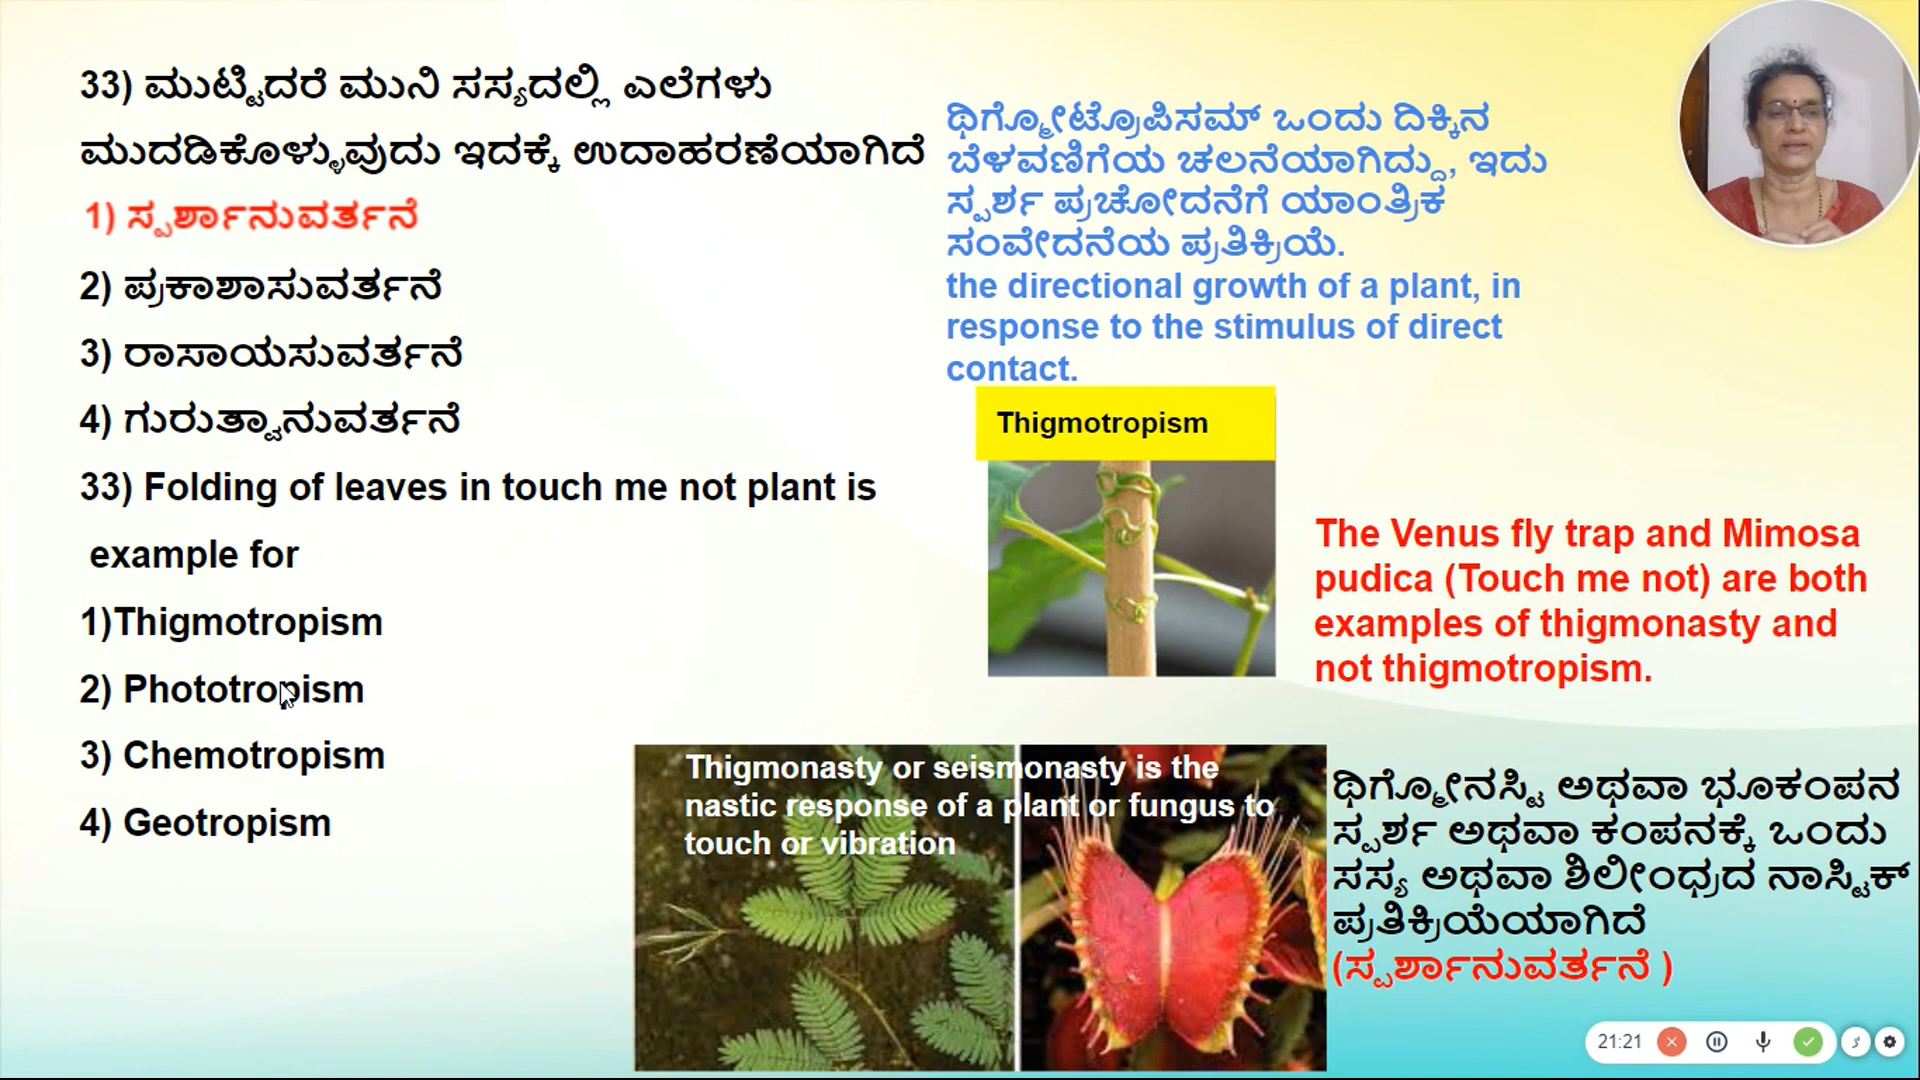 33) ಮುಟ್ಟಿದರೆ ಮುನಿ ಸಸ್ಯದಲ್ಲಿ ಎಲೆಗಳು
ಮುದಡಿಕೊಳ್ಳುವುದು ಇದಕ್ಕೆ ಉದಾಹರಣೆಯಾಗಿದೆ
1) ಸ್ಪರ್ಶಾನುವರ್ತನೆ
2) ಪ್ರಕಾಶಾಸುವರ್ತನೆ
3) ರಾಸಾಯಸುವರ್ತನೆ
4) ಗುರುತ್ವಾನುವರ್ತನೆ
33) Folding of leaves in touch me not plant is
example for
1)Thigmotropism
2) Phototropism
3) Chemotropism
4) Geotropism
ಥಿಗ್ಮೋಟ್ರೊಪಿಸಮ್ ಒಂದು ದಿಕ್ಕಿನ
ಬೆಳವಣಿಗೆಯ ಚಲನೆಯಾಗಿದ್ದು, ಇದು
ಸ್ಪರ್ಶ ಪ್ರಚೋದನೆಗೆ ಯಾಂತ್ರಿಕ
ಸಂವೇದನೆಯ ಪ್ರತಿಕ್ರಿಯೆ.
the directional growth of a plant, in
response to the stimulus of direct
contact.
Thigmotropism
The Venus fly trap and Mimosa
pudica (Touch me not) are both
examples of thigmonasty and
not thigmotropism.
Thigmonasty or seismonasty is the
nastic response of a plant or fungus to
touch or vibration
ಥಿಗ್ಮೋನಸ್ಟಿ ಅಥವಾ ಭೂಕಂಪನ
ಸ್ಪರ್ಶ ಅಥವಾ ಕಂಪನಕ್ಕೆ ಒಂದು
ಸಸ್ಯ ಅಥವಾ ಶಿಲೀಂಧ್ರದ ನಾಸ್ಟಿಕ್
ಪ್ರತಿಕ್ರಿಯೆಯಾಗಿದೆ
(ಸ್ಪರ್ಶಾನುವರ್ತನೆ )
21:21